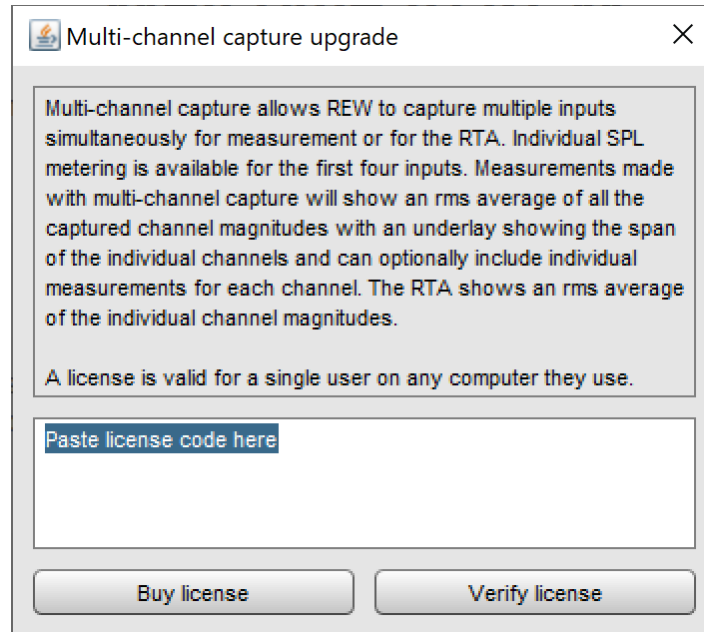 Multi-channel capture upgrade
Multi-channel capture allows REW to capture multiple inputs
simultaneously for measurement or for the RTA. Individual SPL
metering is available for the first four inputs. Measurements made
with multi-channel capture will show an rms average of all the
captured channel magnitudes with an underlay showing the span
of the individual channels and can optionally include individual
measurements for each channel. The RTA shows an rms average
of the individual channel magnitudes.
A license is valid for a single user on any computer they use.
Paste license code here
Buy license
Verify license